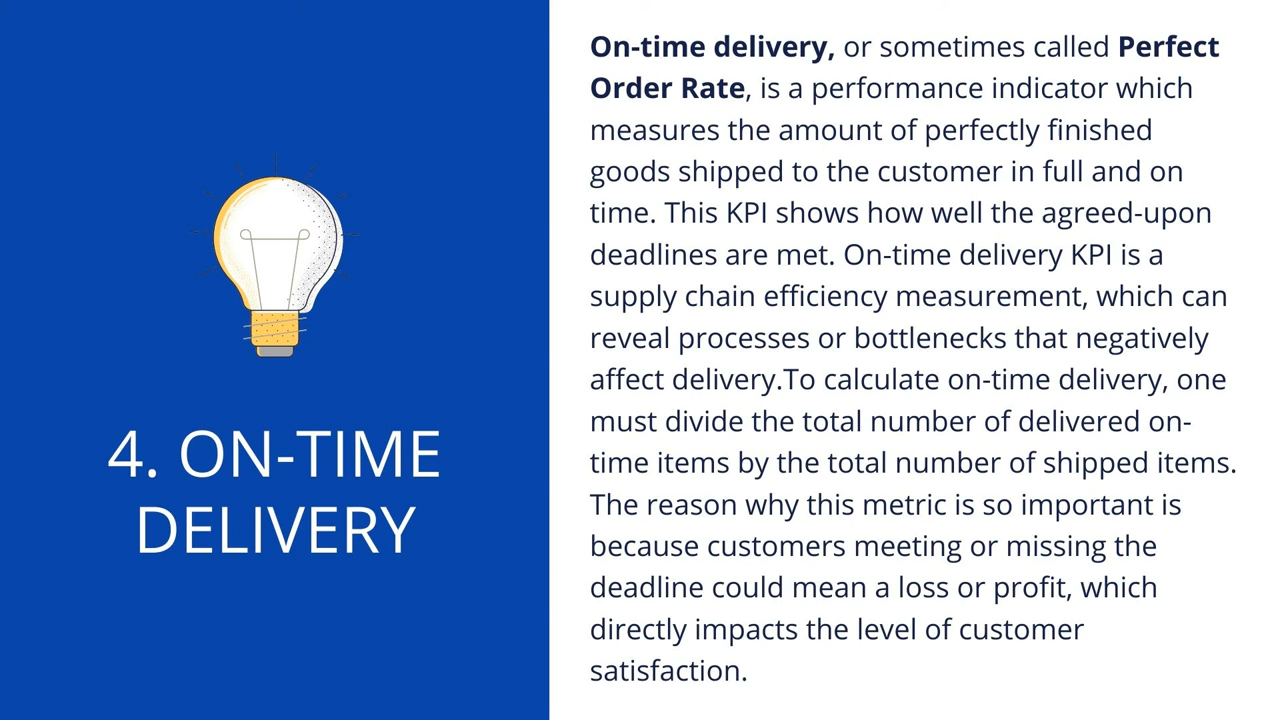 4. ON-TIME
DELIVERY
On-time delivery, or sometimes called Perfect
Order Rate, is a performance indicator which
measures the amount of perfectly finished
goods shipped to the customer in full and on
time. This KPI shows how well the agreed-upon
deadlines are met. On-time delivery KPI is a
supply chain efficiency measurement, which can
reveal processes or bottlenecks that negatively
affect delivery.To calculate on-time delivery, one
must divide the total number of delivered on-
time items by the total number of shipped items.
The reason why this metric is so important is
because customers meeting or missing the
deadline could mean a loss or profit, which
directly impacts the level of customer
satisfaction.